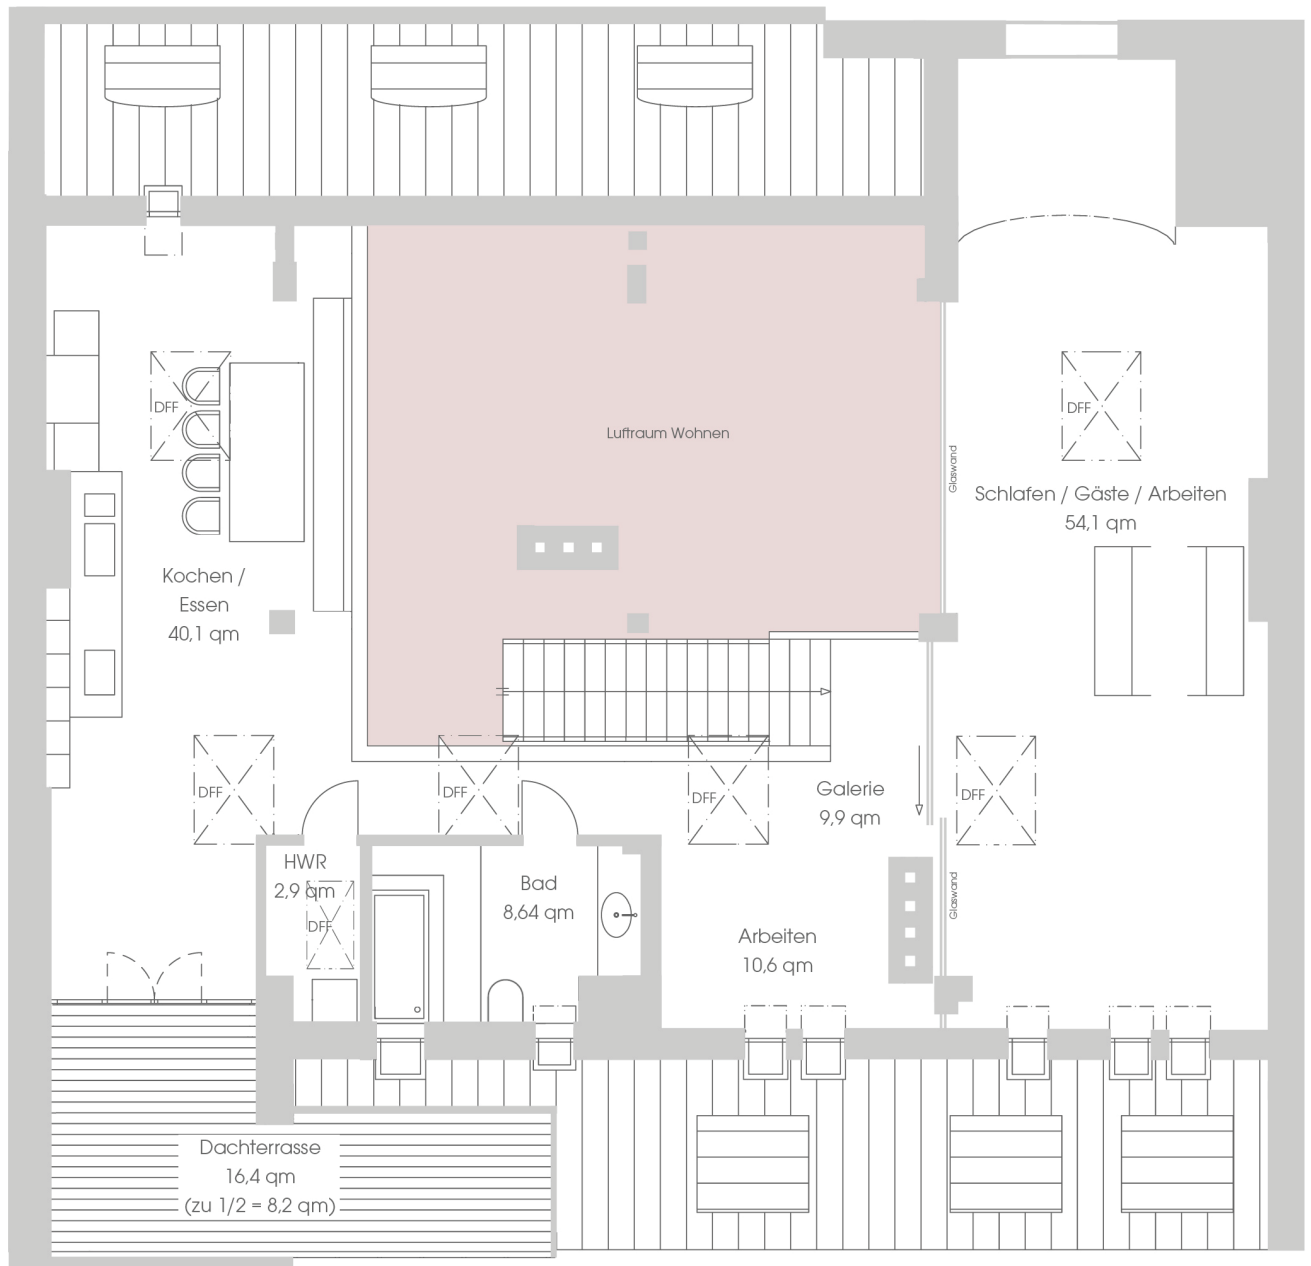 Luftraum Wohnen
DFF
DFF
Glaswand
Schlafen / Gäste / Arbeiten
54,1 qm
Kochen /
Essen
40,1 qm
DFF
DFF
DFF
DFF
Galerie
9,9 qm
HWR
2,9 qm
DFF
Bad
8,64 qm
Glaswand
Arbeiten
10,6 qm
Dachterrasse
16,4 qm
(zu 1/2 = 8,2 qm)